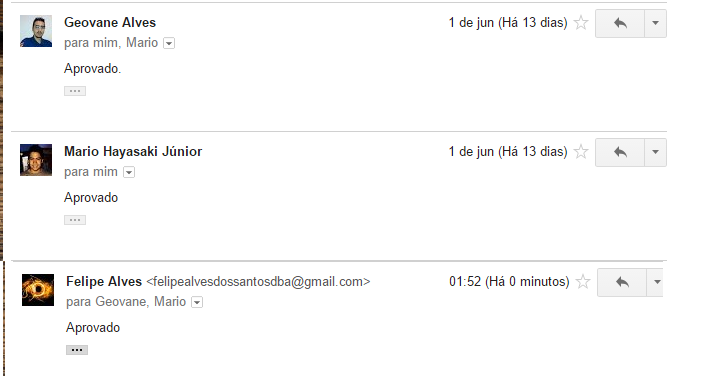 Geovane Alves 1 de jun (Há 13 dias)
para mim, Mario
Aprovado.
Mario Hayasaki Júnior 1 de jun (Há 13 dias)
para mim
Aprovado
Felipe Alves <felipealvesdossantosdba@gmail.com> 01:52 (Há 0 minutos)
para Geovane, Mario
Aprovado